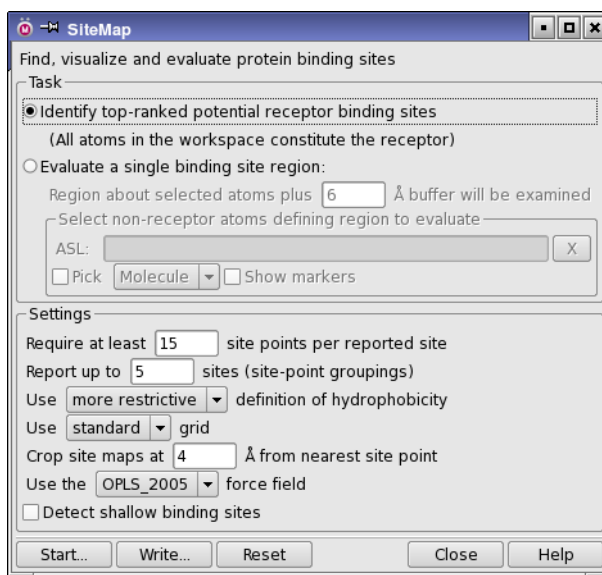 SiteMap
Find, visualize and evaluate protein binding sites
Task
Identify top-ranked potential receptor binding sites
(All atoms in the workspace constitute the receptor)
Evaluate a single binding site region:
Region about selected atoms plus 6 Å buffer will be examined
Select non-receptor atoms defining region to evaluate
ASL: X
Pick Molecule Show markers
Settings
Require at least 15 site points per reported site
Report up to 5 sites (site-point groupings)
Use more restrictive definition of hydrophobicity
Use standard grid
Crop site maps at 4 Å from nearest site point
Use the OPLS_2005 force field
Detect shallow binding sites
Start... Write... Reset Close Help